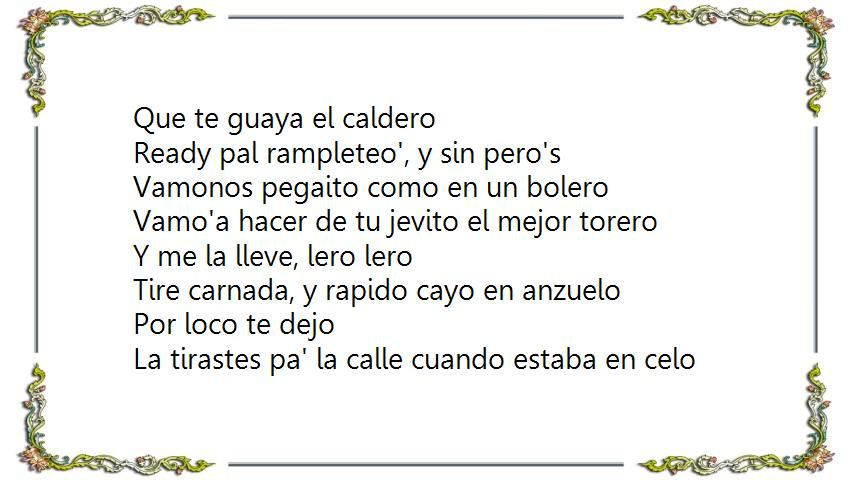 Que te guaya el caldero
Ready pal rampleteo', y sin pero's
Vamonos pegaito como en un bolero
Vamo'a hacer de tu jevito el mejor torero
Y me la lleve, lero lero
Tire carnada, y rapido cayo en anzuelo
Por loco te dejo
La tirastes pa' la calle cuando estaba en celo